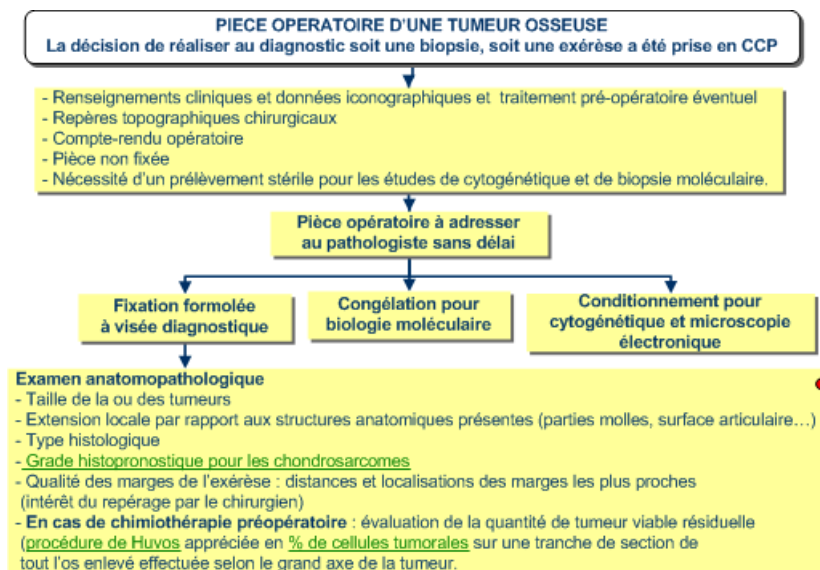 PIECE OPERATOIRE D'UNE TUMEUR OSSEUSE
La décision de réaliser au diagnostic soit une biopsie, soit une exérèse a été prise en CCP
- Renseignements cliniques et données iconographiques et traitement pré-opératoire éventuel
- Repères topographiques chirurgicaux
- Compte-rendu opératoire
- Pièce non fixée
- Nécessité d'un prélèvement stérile pour les études de cytogénétique et de biopsie moléculaire.
Pièce opératoire à adresser
au pathologiste sans délai
Fixation formolée
à visée diagnostique
Congélation pour
biologie moléculaire
Conditionnement pour
cytogénétique et microscopie
électronique
Examen anatomopathologique
- Taille de la ou des tumeurs
- Extension locale par rapport aux structures anatomiques présentes (parties molles, surface articulaire…)
- Type histologique
- Grade histopronostique pour les chondrosarcomes
- Qualité des marges de l'exérèse : distances et localisations des marges les plus proches
(intérêt du repérage par le chirurgien)
- En cas de chimiothérapie préopératoire : évaluation de la quantité de tumeur viable résiduelle
(procédure de Huvos appréciée en % de cellules tumorales sur une tranche de section de
tout l'os enlevé effectuée selon le grand axe de la tumeur.